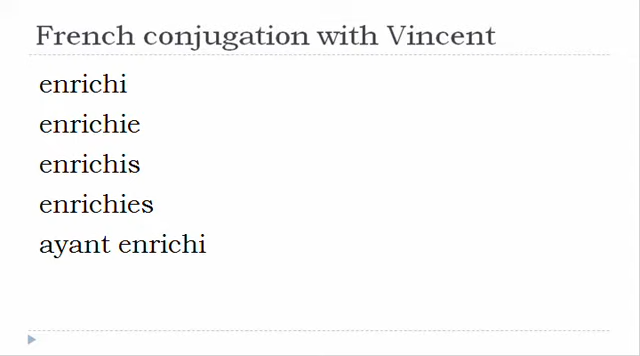 French conjugation with Vincent
enrichi
enrichie
enrichis
enrichies
ayant enrichi